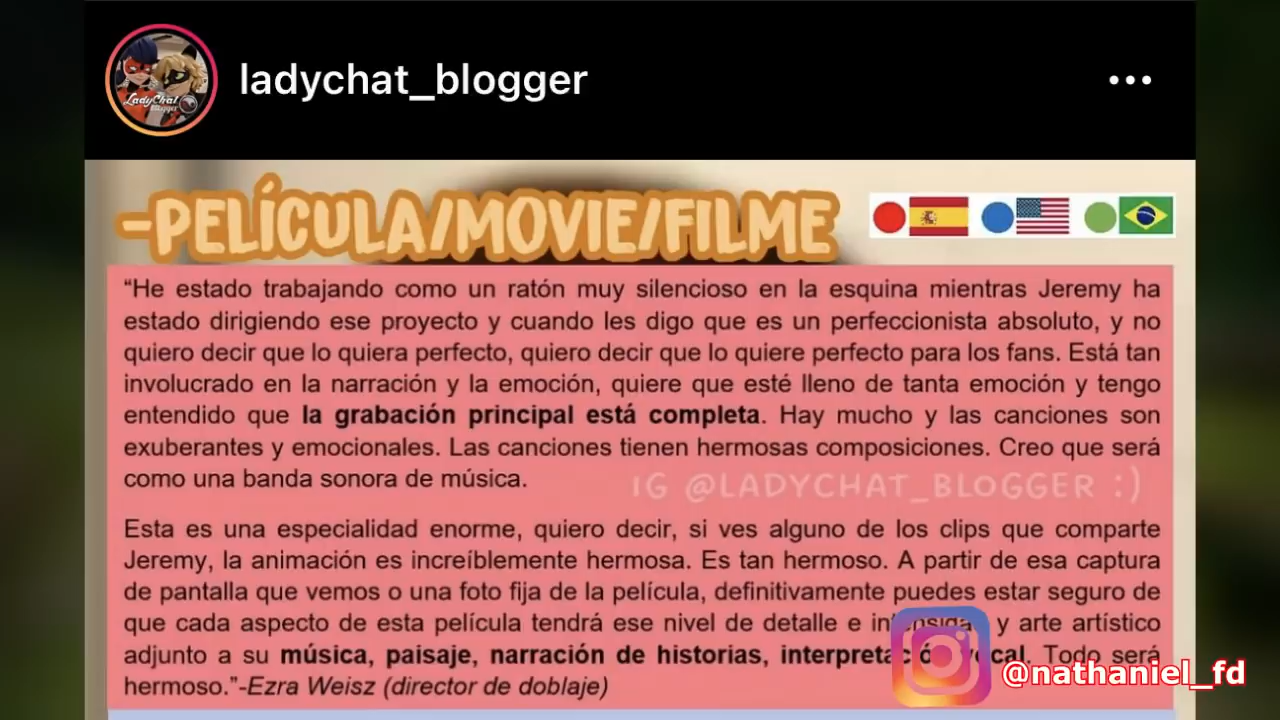 ladychat_blogger
LadyChat
Blogger
-PELÍCULA/MOVIE/FILME
“He estado trabajando como un ratón muy silencioso en la esquina mientras Jeremy ha
estado dirigiendo ese proyecto y cuando les digo que es un perfeccionista absoluto, y no
quiero decir que lo quiera perfecto, quiero decir que lo quiere perfecto para los fans. Está tan
involucrado en la narración y la emoción, quiere que esté lleno de tanta emoción y tengo
entendido que la grabación principal está completa. Hay mucho y las canciones son
exuberantes y emocionales. Las canciones tienen hermosas composiciones. Creo que será
como una banda sonora de música.
IG @LADYCHAT_BLOGGER :)
Esta es una especialidad enorme, quiero decir, si ves alguno de los clips que comparte
Jeremy, la animación es increíblemente hermosa. Es tan hermoso. A partir de esa captura
de pantalla que vemos o una foto fija de la película, definitivamente puedes estar seguro de
que cada aspecto de esta película tendrá ese nivel de detalle e intensidad y arte artístico
adjunto a su música, paisaje, narración de historias, interpretación vocal. Todo será
hermoso.”-Ezra Weisz (director de doblaje)
@nathaniel_fd